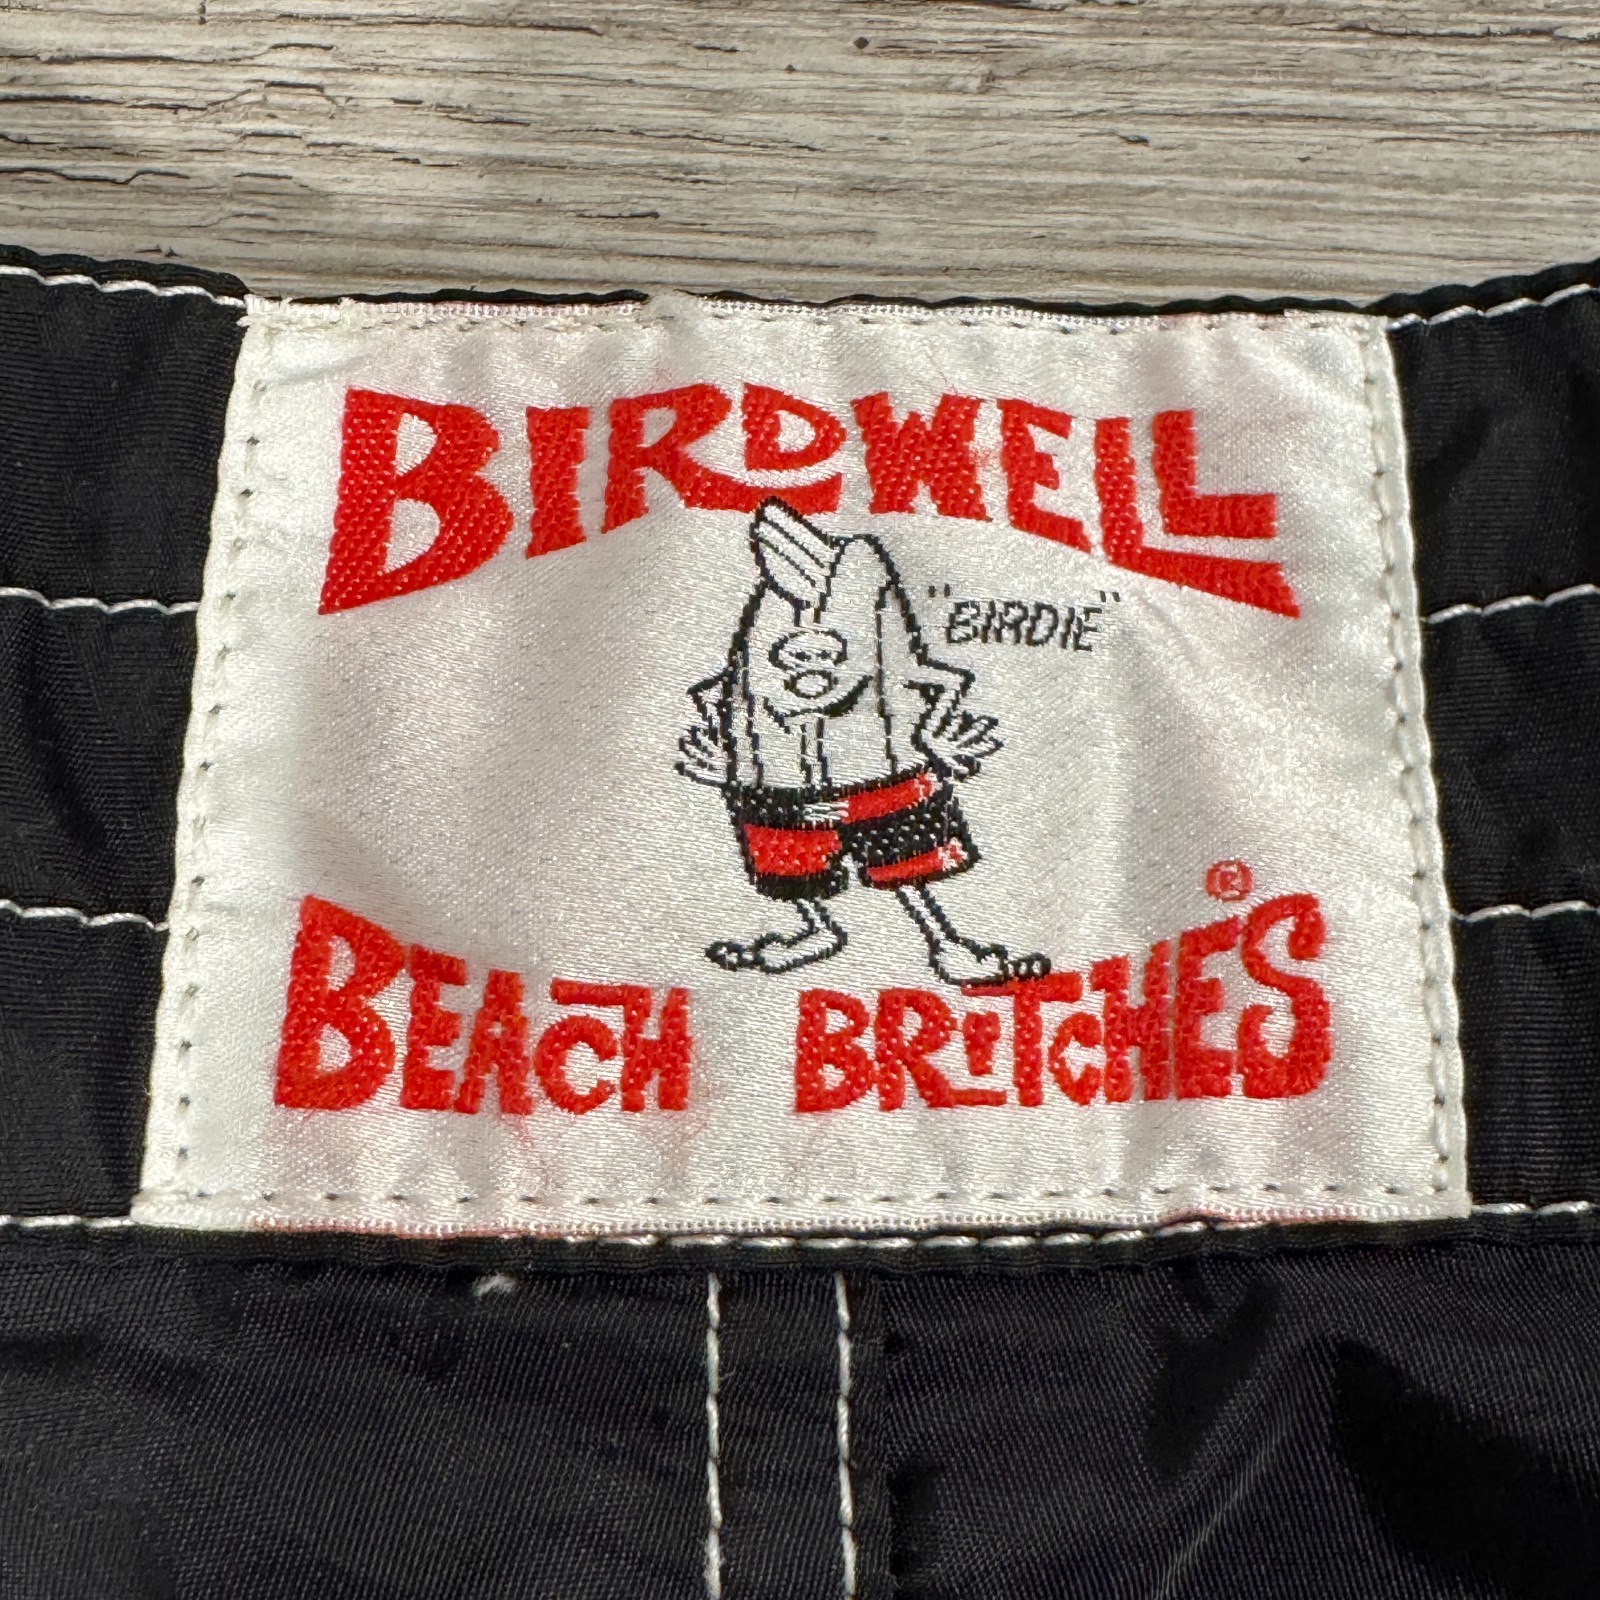 BIRDWELL
"BIRDIE"
®
BEACH BRITCHES